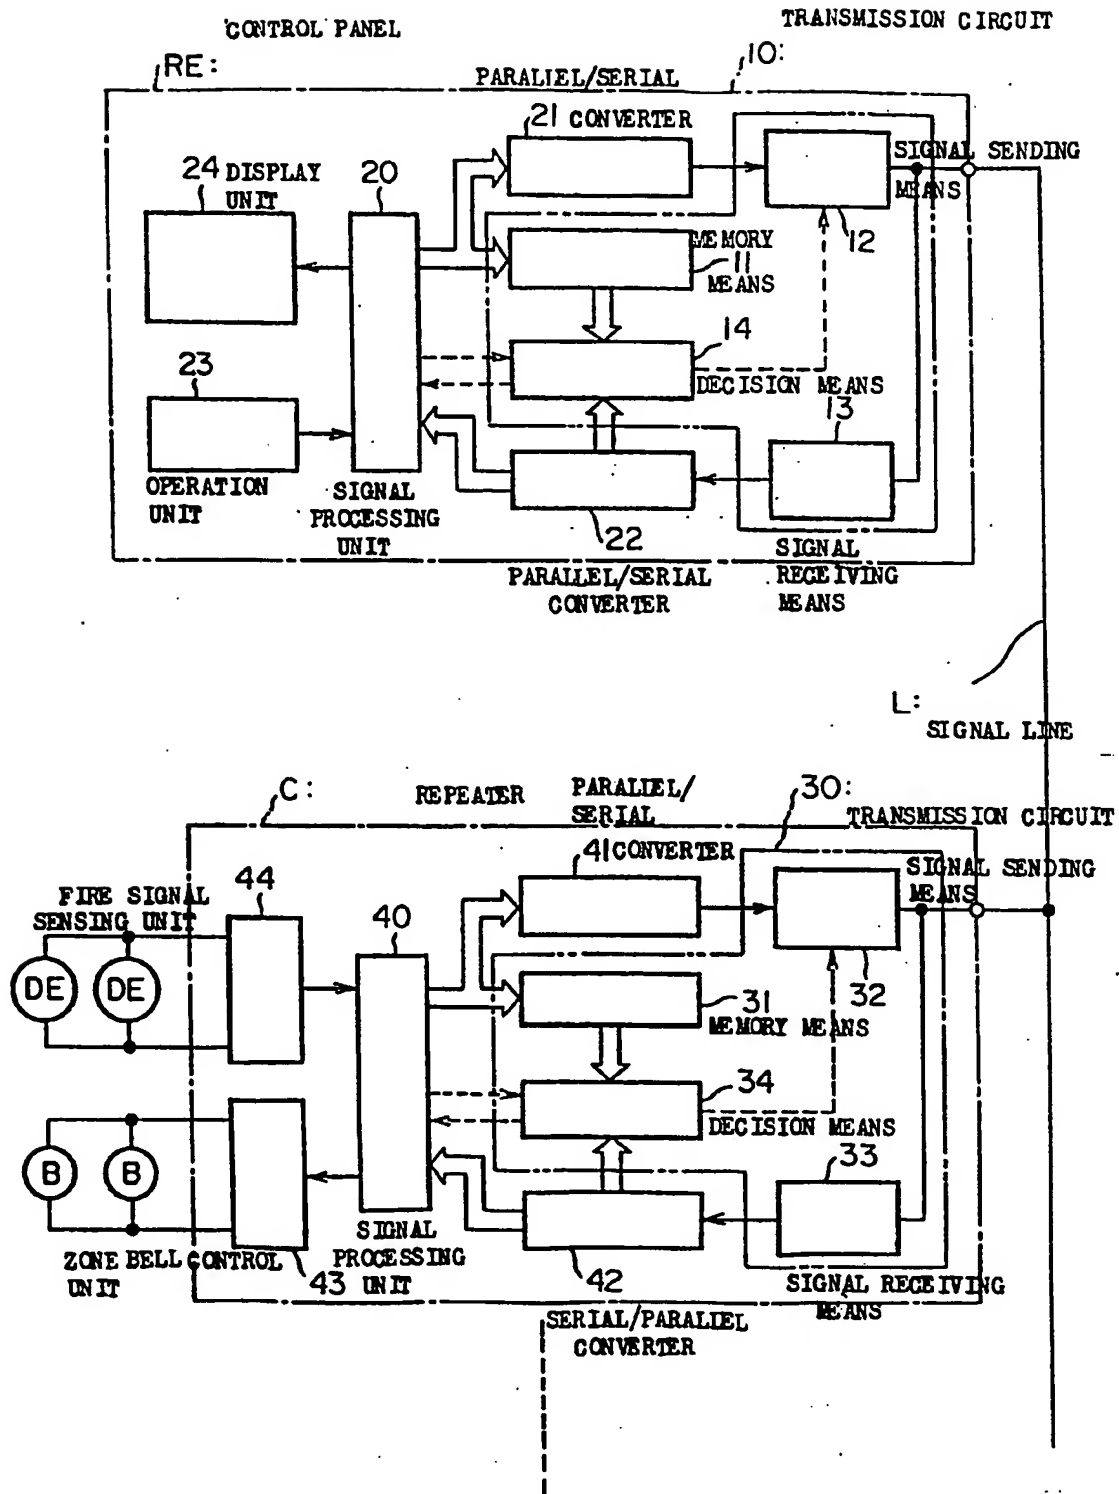 CONTROL PANEL
TRANSMISSION CIRCUIT
RE:
PARALLEL/SERIAL
10:
21 CONVERTER
SIGNAL SENDING
MEANS
24 DISPLAY
UNIT
20
12
MEMORY
11
MEANS
14
23
DECISION MEANS
13
OPERATION
UNIT
SIGNAL
PROCESSING
UNIT
22
SIGNAL
RECEIVING
MEANS
PARALLEL/SERIAL
CONVERTER
L:
SIGNAL LINE
C:
REPEATER
PARALLEL/
SERIAL
30:
TRANSMISSION CIRCUIT
41 CONVERTER
SIGNAL SENDING
MEANS
FIRE SIGNAL
SENSING UNIT
44
40
DE
DE
32
31
MEMORY MEANS
34
DECISION MEANS
B
B
33
ZONE BELL CONTROL
UNIT
43
SIGNAL
PROCESSING
UNIT
42
SIGNAL RECEIVING
MEANS
SERIAL/PARALLEL
CONVERTER